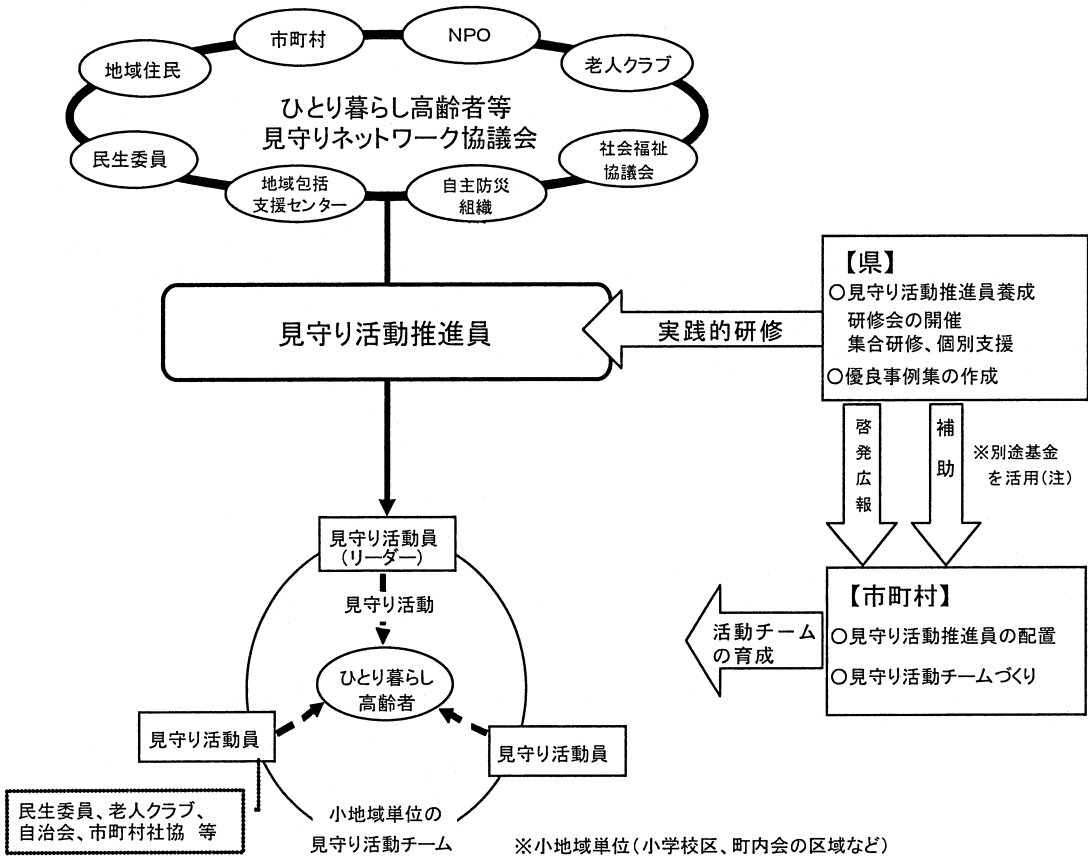 市町村
NPO
地域住民
老人クラブ
ひとり暮らし高齢者等
見守りネットワーク協議会
民生委員
社会福祉
協議会
地域包括
支援センター
自主防災
組織
見守り活動推進員
実践的研修
【県】
○見守り活動推進員養成
研修会の開催
集合研修、個別支援
○優良事例集の作成
啓発広報
補助
※別途基金
を活用(注)
【市町村】
○見守り活動推進員の配置
○見守り活動チームづくり
活動チーム
の育成
見守り活動員
(リーダー)
見守り活動
ひとり暮らし
高齢者
見守り活動員
見守り活動員
民生委員、老人クラブ、
自治会、市町村社協 等
小地域単位の
見守り活動チーム
※小地域単位(小学校区、町内会の区域など)